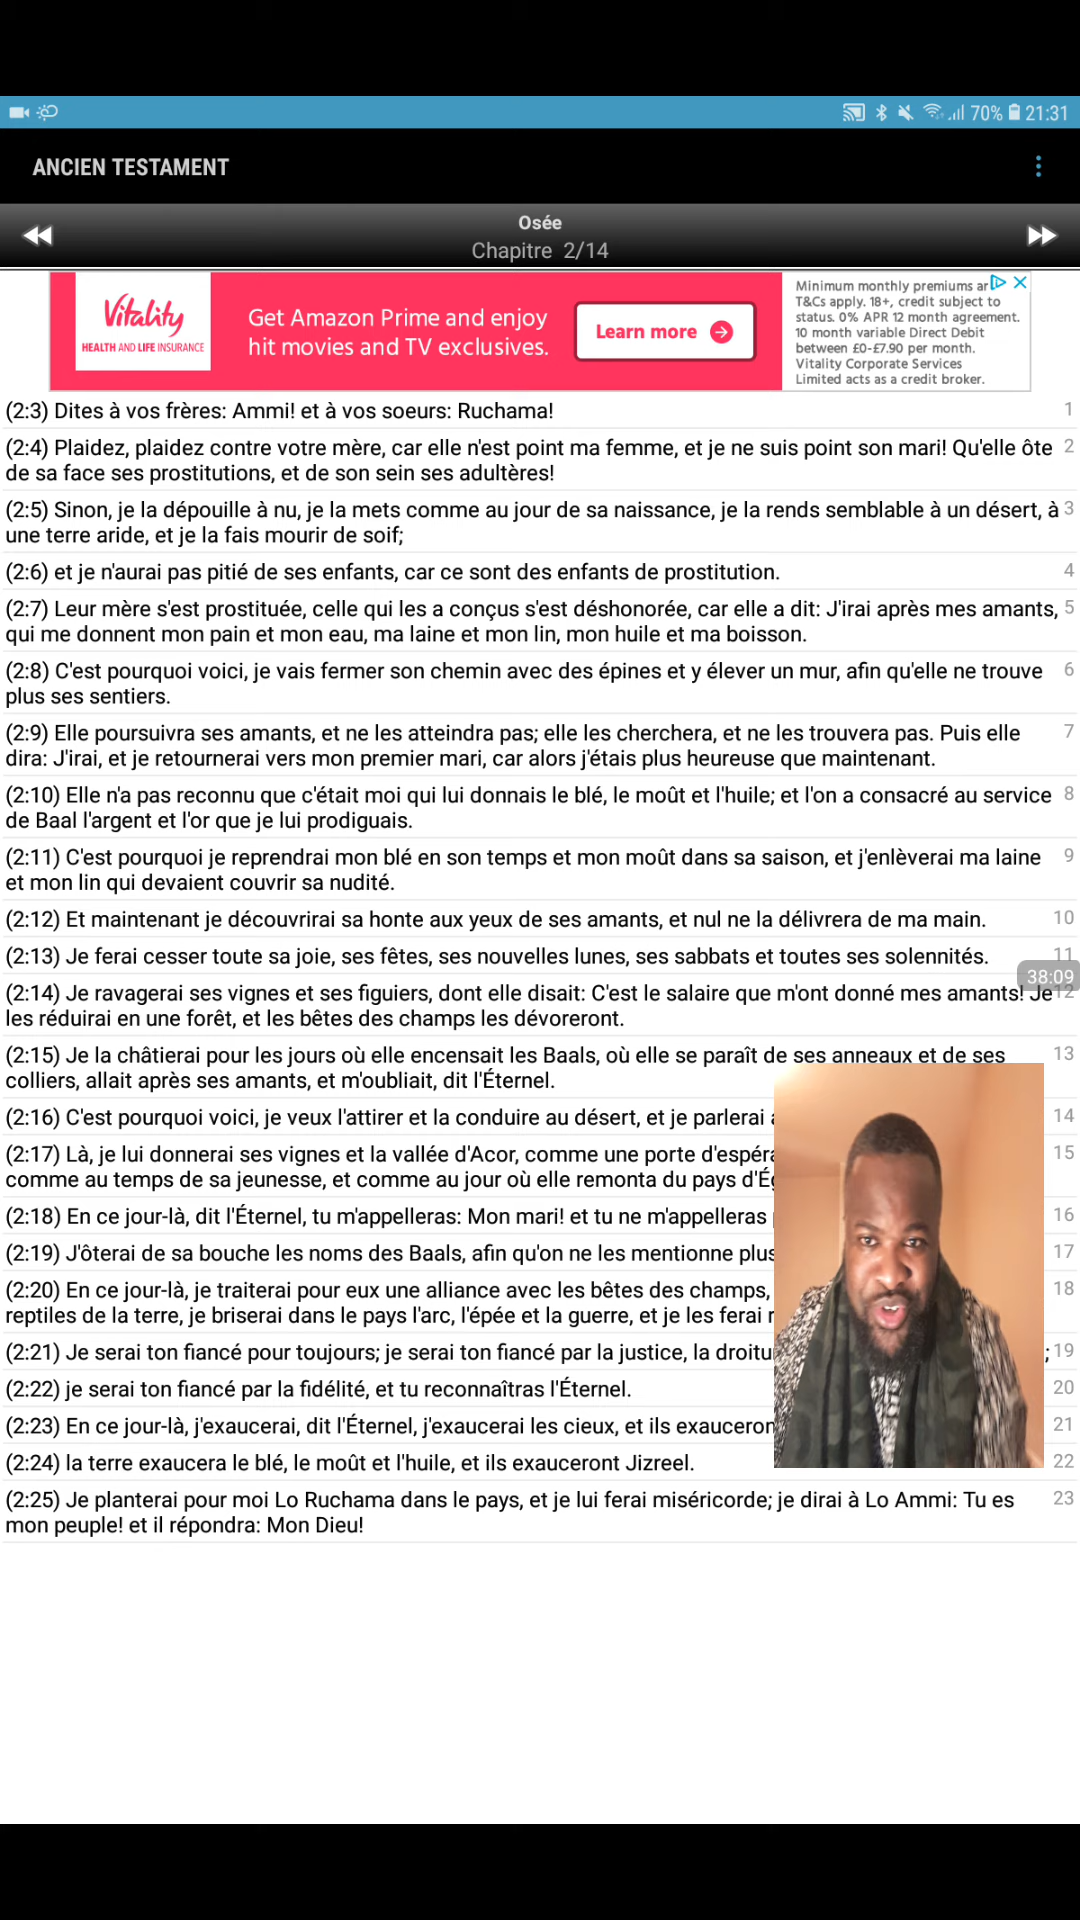 70% 21:31
ANCIEN TESTAMENT
Osée
Chapitre 2/14
Vitality
HEALTH AND LIFE INSURANCE
Get Amazon Prime and enjoy
hit movies and TV exclusives.
Learn more
Minimum monthly premiums ar
T&Cs apply. 18+, credit subject to
status. 0% APR 12 month agreement.
10 month variable Direct Debit
between £0-£7.90 per month.
Vitality Corporate Services
Limited acts as a credit broker.
(2:3) Dites à vos frères: Ammi! et à vos soeurs: Ruchama! 1
(2:4) Plaidez, plaidez contre votre mère, car elle n'est point ma femme, et je ne suis point son mari! Qu'elle ôte 2
de sa face ses prostitutions, et de son sein ses adultères!
(2:5) Sinon, je la dépouille à nu, je la mets comme au jour de sa naissance, je la rends semblable à un désert, à 3
une terre aride, et je la fais mourir de soif;
(2:6) et je n'aurai pas pitié de ses enfants, car ce sont des enfants de prostitution. 4
(2:7) Leur mère s'est prostituée, celle qui les a conçus s'est déshonorée, car elle a dit: J'irai après mes amants, 5
qui me donnent mon pain et mon eau, ma laine et mon lin, mon huile et ma boisson.
(2:8) C'est pourquoi voici, je vais fermer son chemin avec des épines et y élever un mur, afin qu'elle ne trouve 6
plus ses sentiers.
(2:9) Elle poursuivra ses amants, et ne les atteindra pas; elle les cherchera, et ne les trouvera pas. Puis elle 7
dira: J'irai, et je retournerai vers mon premier mari, car alors j'étais plus heureuse que maintenant.
(2:10) Elle n'a pas reconnu que c'était moi qui lui donnais le blé, le moût et l'huile; et l'on a consacré au service 8
de Baal l'argent et l'or que je lui prodiguais.
(2:11) C'est pourquoi je reprendrai mon blé en son temps et mon moût dans sa saison, et j'enlèverai ma laine 9
et mon lin qui devaient couvrir sa nudité.
(2:12) Et maintenant je découvrirai sa honte aux yeux de ses amants, et nul ne la délivrera de ma main. 10
(2:13) Je ferai cesser toute sa joie, ses fêtes, ses nouvelles lunes, ses sabbats et toutes ses solennités. 11
38:09
(2:14) Je ravagerai ses vignes et ses figuiers, dont elle disait: C'est le salaire que m'ont donné mes amants! Je 12
les réduirai en une forêt, et les bêtes des champs les dévoreront.
(2:15) Je la châtierai pour les jours où elle encensait les Baals, où elle se paraît de ses anneaux et de ses 13
colliers, allait après ses amants, et m'oubliait, dit l'Éternel.
(2:16) C'est pourquoi voici, je veux l'attirer et la conduire au désert, et je parlerai 14
(2:17) Là, je lui donnerai ses vignes et la vallée d'Acor, comme une porte 15
comme au temps de sa jeunesse, et comme au jour où elle remonta du pays
(2:18) En ce jour-là, dit l'Éternel, tu m'appelleras: Mon mari! et tu ne m'appelleras 16
(2:19) J'ôterai de sa bouche les noms des Baals, afin qu'on ne les mentionne plus 17
(2:20) En ce jour-là, je traiterai pour eux une alliance avec les bêtes des champs, 18
reptiles de la terre, je briserai dans le pays l'arc, l'épée et la guerre, et je les ferai
(2:21) Je serai ton fiancé pour toujours; je serai ton fiancé par la justice, la ; 19
(2:22) je serai ton fiancé par la fidélité, et tu reconnaîtras l'Éternel. 20
(2:23) En ce jour-là, j'exaucerai, dit l'Éternel, j'exaucerai les cieux, et ils 21
(2:24) la terre exaucera le blé, le moût et l'huile, et ils exauceront Jizreel. 22
(2:25) Je planterai pour moi Lo Ruchama dans le pays, et je lui ferai miséricorde; je dirai à Lo Ammi: Tu es 23
mon peuple! et il répondra: Mon Dieu!